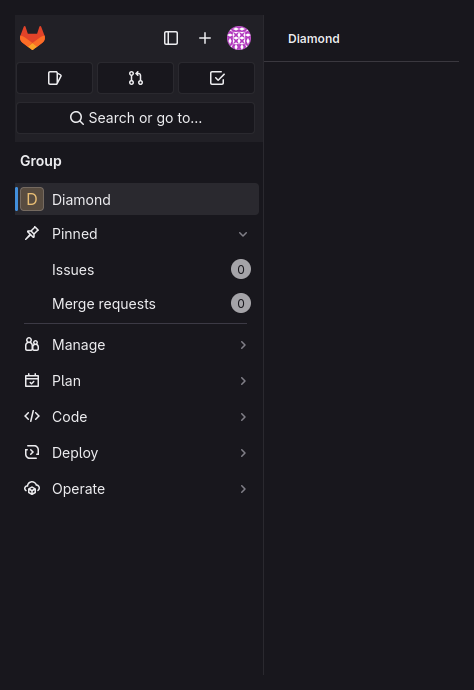 Diamond
Search or go to...
Group
D Diamond
Pinned
Issues 0
Merge requests 0
Manage
Plan
Code
Deploy
Operate